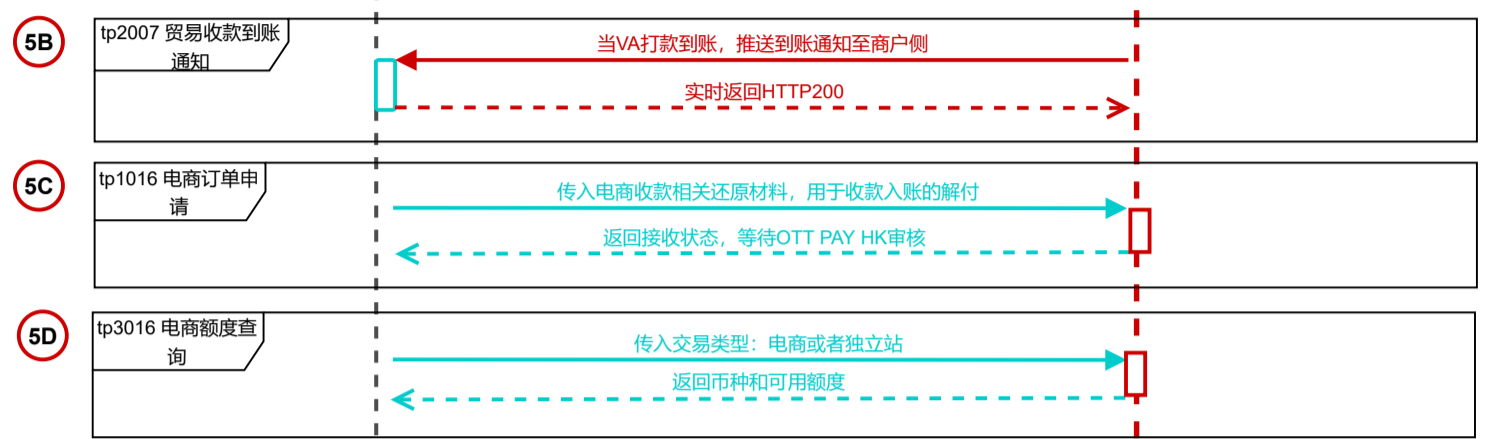 5B
tp2007 贸易收款到账
通知
当VA打款到账，推送到账通知至商户侧
实时返回HTTP200
5C
tp1016 电商订单申
请
传入电商收款相关还原材料，用于收款入账的解付
返回接收状态，等待OTT PAY HK审核
5D
tp3016 电商额度查
询
传入交易类型：电商或者独立站
返回币种和可用额度